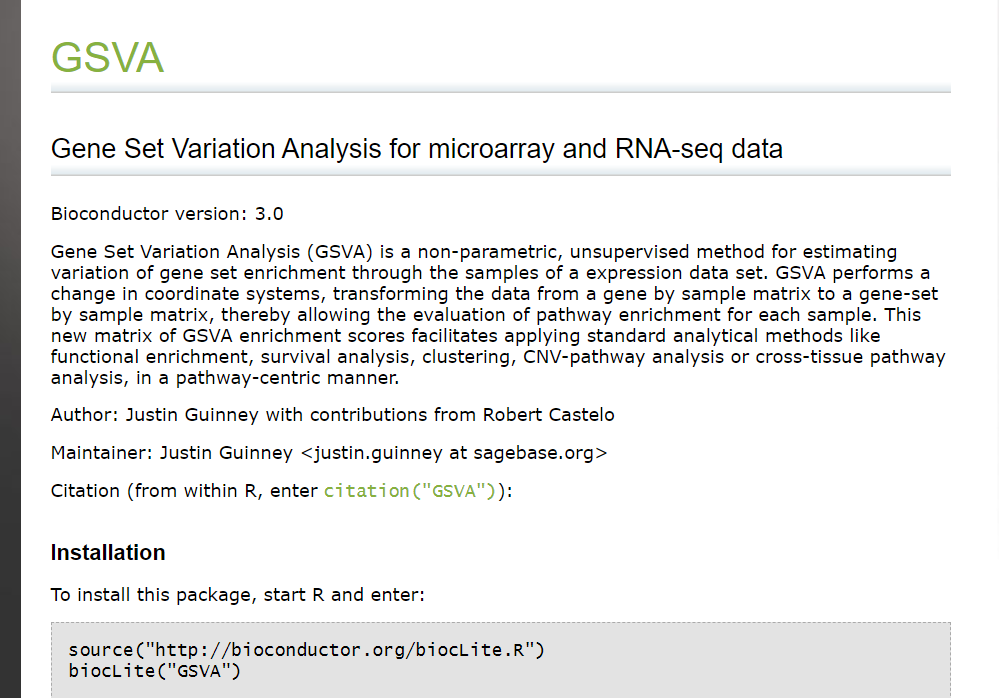 GSVA
Gene Set Variation Analysis for microarray and RNA-seq data
Bioconductor version: 3.0
Gene Set Variation Analysis (GSVA) is a non-parametric, unsupervised method for estimating
variation of gene set enrichment through the samples of a expression data set. GSVA performs a
change in coordinate systems, transforming the data from a gene by sample matrix to a gene-set
by sample matrix, thereby allowing the evaluation of pathway enrichment for each sample. This
new matrix of GSVA enrichment scores facilitates applying standard analytical methods like
functional enrichment, survival analysis, clustering, CNV-pathway analysis or cross-tissue pathway
analysis, in a pathway-centric manner.
Author: Justin Guinney with contributions from Robert Castelo
Maintainer: Justin Guinney <justin.guinney at sagebase.org>
Citation (from within R, enter citation("GSVA")):
Installation
To install this package, start R and enter:
source("http://bioconductor.org/biocLite.R")
biocLite("GSVA")